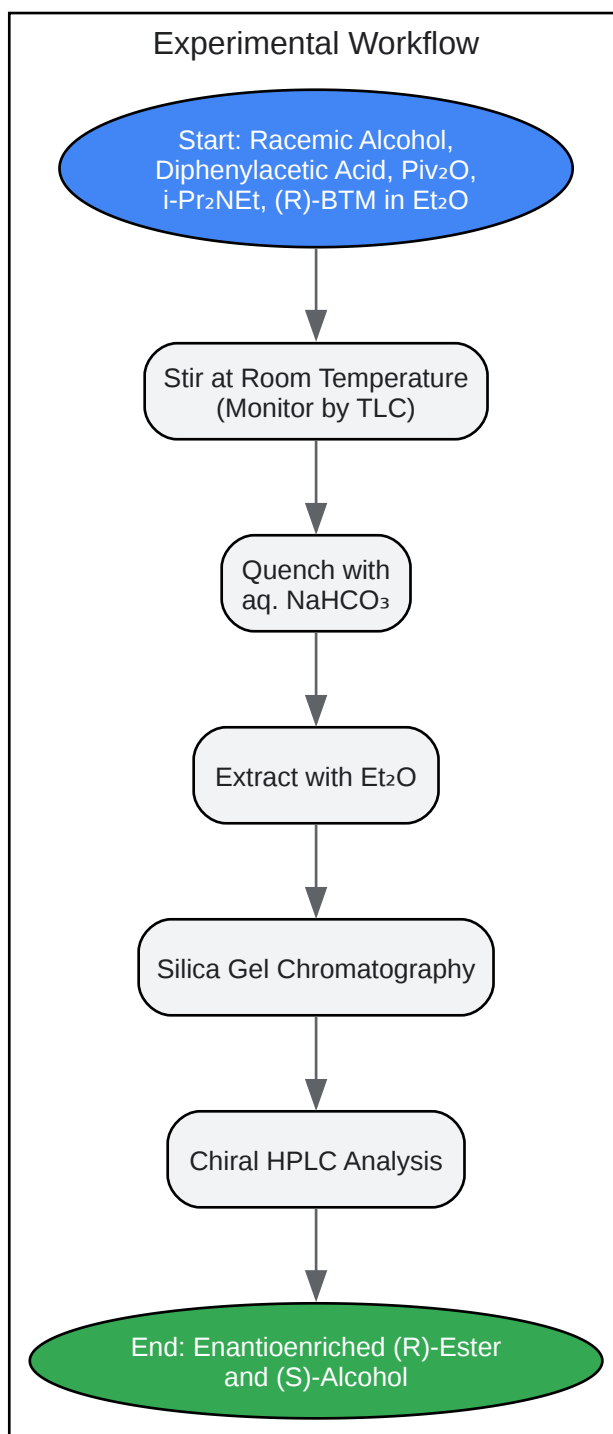 Experimental Workflow
Start: Racemic Alcohol,
Diphenylacetic Acid, Piv₂O,
i-Pr₂NEt, (R)-BTM in Et₂O
Stir at Room Temperature
(Monitor by TLC)
Quench with
aq. NaHCO₃
Extract with Et₂O
Silica Gel Chromatography
Chiral HPLC Analysis
End: Enantioenriched (R)-Ester
and (S)-Alcohol